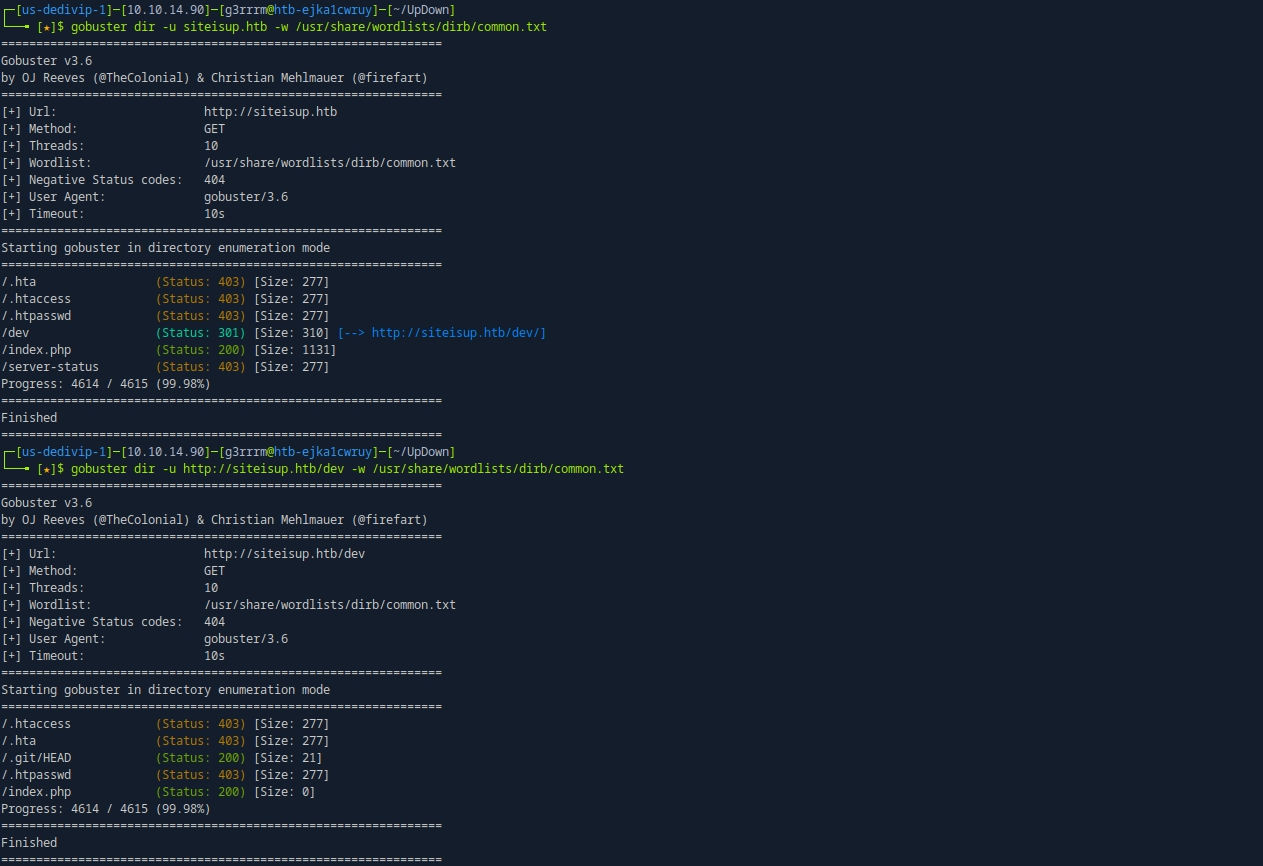 ┌─[us-dedivip-1]─[10.10.14.90]─[g3rrrm@htb-ejka1cwruy]─[~/UpDown]
└──╼ [★]$ gobuster dir -u siteisup.htb -w /usr/share/wordlists/dirb/common.txt
===============================================================
Gobuster v3.6
by OJ Reeves (@TheColonial) & Christian Mehlmauer (@firefart)
===============================================================
[+] Url:                     http://siteisup.htb
[+] Method:                  GET
[+] Threads:                 10
[+] Wordlist:                /usr/share/wordlists/dirb/common.txt
[+] Negative Status codes:   404
[+] User Agent:              gobuster/3.6
[+] Timeout:                 10s
===============================================================
Starting gobuster in directory enumeration mode
===============================================================
/.hta                 (Status: 403) [Size: 277]
/.htaccess            (Status: 403) [Size: 277]
/.htpasswd            (Status: 403) [Size: 277]
/dev                  (Status: 301) [Size: 310] [--> http://siteisup.htb/dev/]
/index.php            (Status: 200) [Size: 1131]
/server-status        (Status: 403) [Size: 277]
Progress: 4614 / 4615 (99.98%)
===============================================================
Finished
===============================================================
┌─[us-dedivip-1]─[10.10.14.90]─[g3rrrm@htb-ejka1cwruy]─[~/UpDown]
└──╼ [★]$ gobuster dir -u http://siteisup.htb/dev -w /usr/share/wordlists/dirb/common.txt
===============================================================
Gobuster v3.6
by OJ Reeves (@TheColonial) & Christian Mehlmauer (@firefart)
===============================================================
[+] Url:                     http://siteisup.htb/dev
[+] Method:                  GET
[+] Threads:                 10
[+] Wordlist:                /usr/share/wordlists/dirb/common.txt
[+] Negative Status codes:   404
[+] User Agent:              gobuster/3.6
[+] Timeout:                 10s
===============================================================
Starting gobuster in directory enumeration mode
===============================================================
/.htaccess            (Status: 403) [Size: 277]
/.hta                 (Status: 403) [Size: 277]
/.git/HEAD            (Status: 200) [Size: 21]
/.htpasswd            (Status: 403) [Size: 277]
/index.php            (Status: 200) [Size: 0]
Progress: 4614 / 4615 (99.98%)
===============================================================
Finished
===============================================================